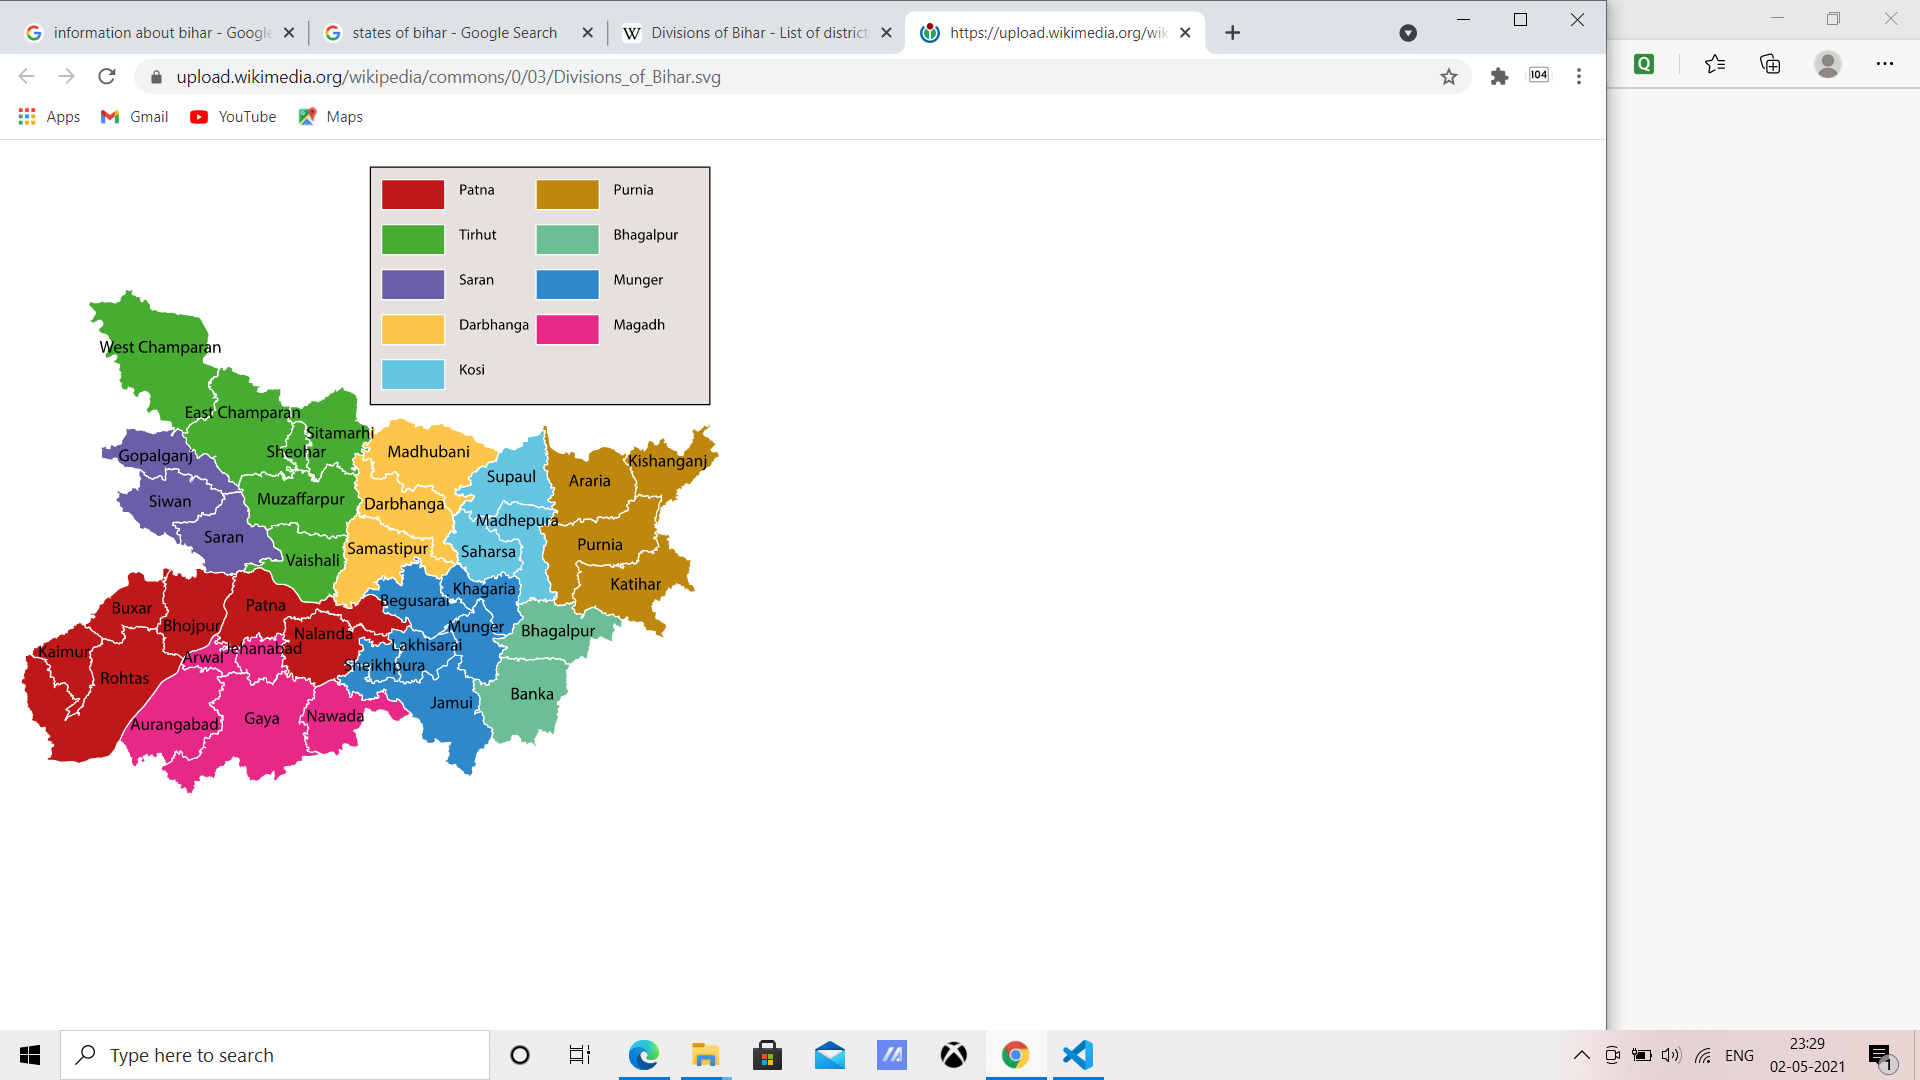 information about bihar - Google
states of bihar - Google Search
Divisions of Bihar - List of district
https://upload.wikimedia.org/wik
upload.wikimedia.org/wikipedia/commons/0/03/Divisions_of_Bihar.svg
104
Apps
Gmail
YouTube
Maps
Patna
Purnia
Tirhut
Bhagalpur
Saran
Munger
Darbhanga
Magadh
Kosi
West Champaran
East Champaran
Sitamarhi
Sheohar
Madhubani
Gopalganj
Kishanganj
Supaul
Araria
Siwan
Muzaffarpur
Darbhanga
Madhepura
Saran
Samastipur
Saharsa
Purnia
Vaishali
Katihar
Khagaria
Buxar
Patna
Begusarai
Bhojpur
Nalanda
Munger
Bhagalpur
Kaimur
Arwal
Jehanabad
Lakhisarai
Sheikhpura
Rohtas
Banka
Jamui
Aurangabad
Gaya
Nawada
Type here to search
ENG
23:29
02-05-2021
1